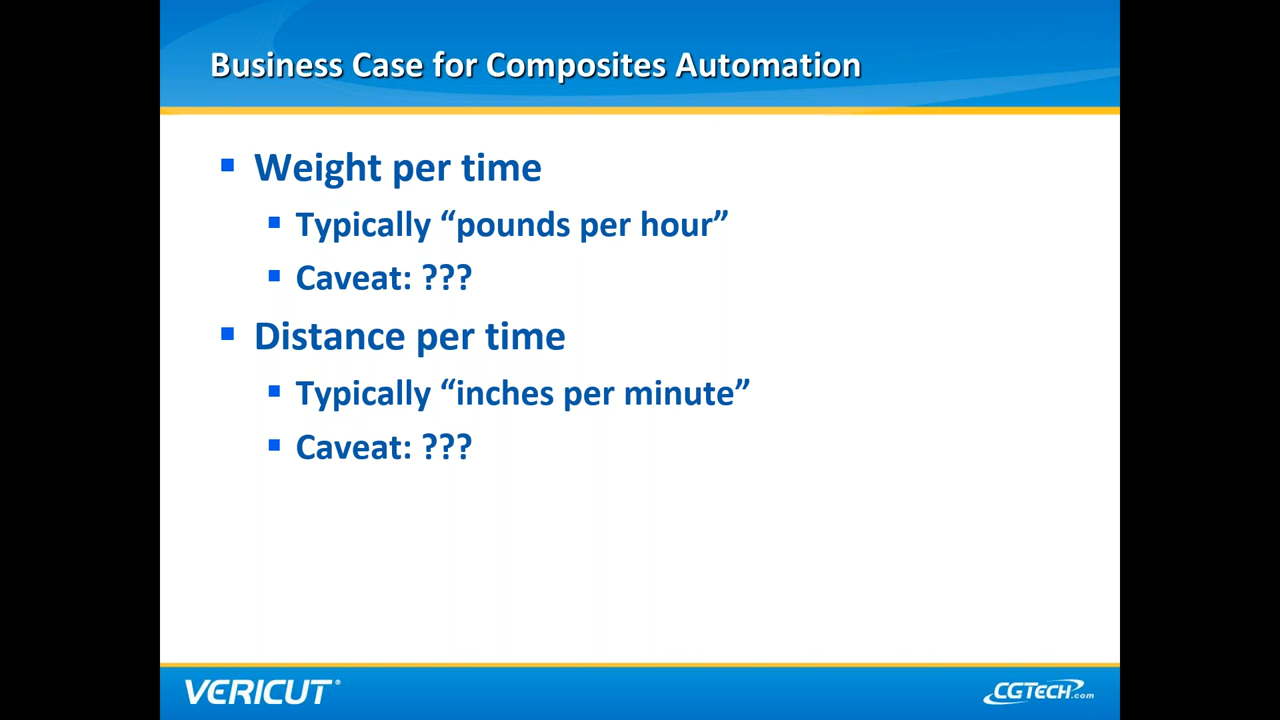 Business Case for Composites Automation
Weight per time
Typically “pounds per hour”
Caveat: ???
Distance per time
Typically “inches per minute”
Caveat: ???
VERICUT®
CGTECH.com